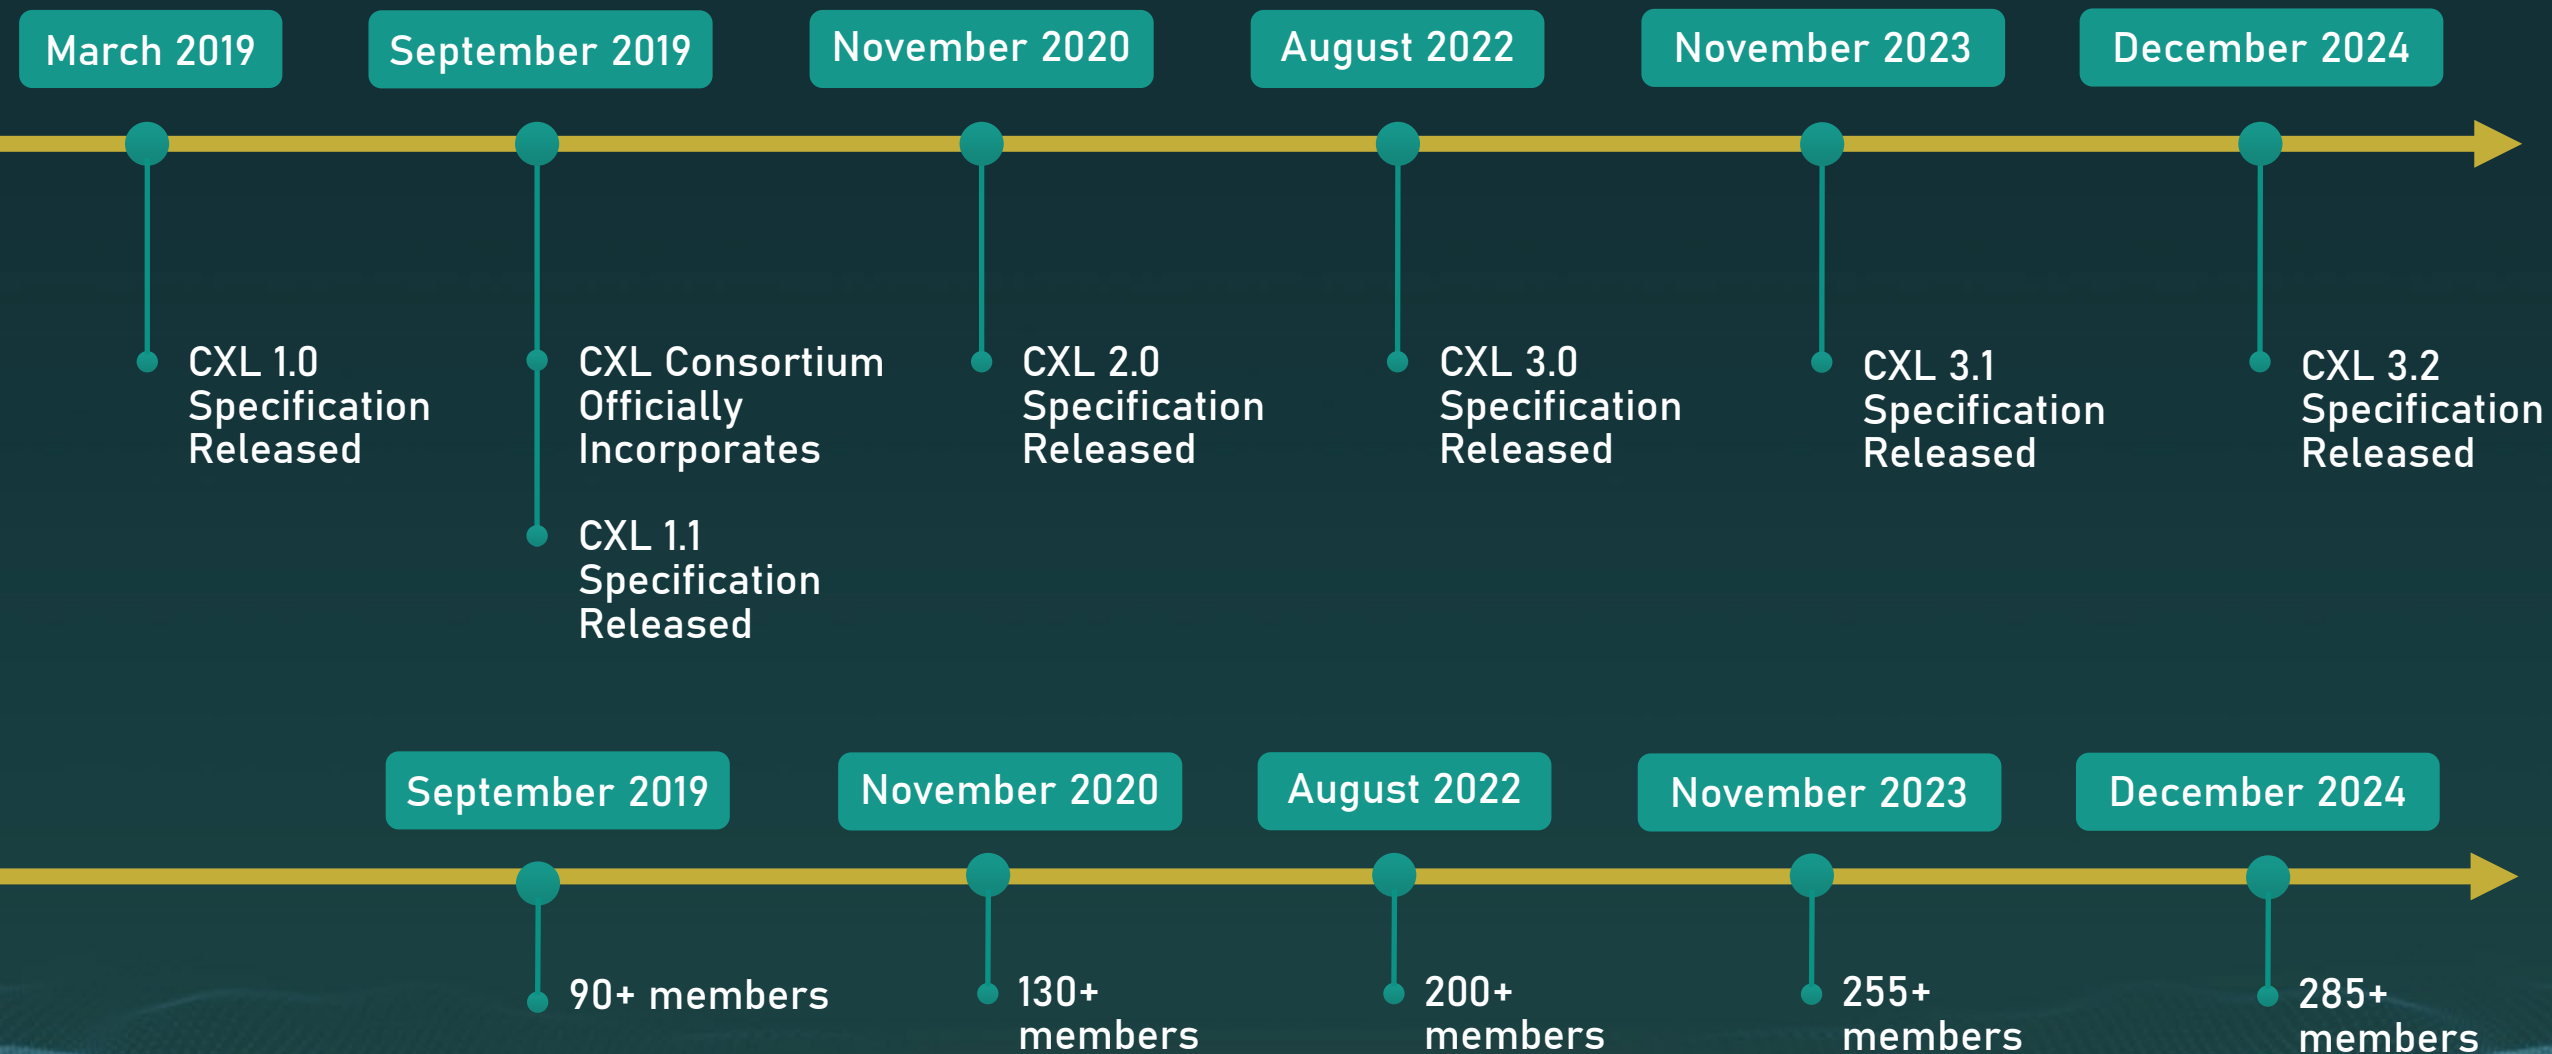 March 2019
September 2019
November 2020
August 2022
November 2023
December 2024
CXL 1.0
Specification
Released
CXL Consortium
Officially
Incorporates
CXL 1.1
Specification
Released
CXL 2.0
Specification
Released
CXL 3.0
Specification
Released
CXL 3.1
Specification
Released
CXL 3.2
Specification
Released
September 2019
November 2020
August 2022
November 2023
December 2024
90+ members
130+
members
200+
members
255+
members
285+
members